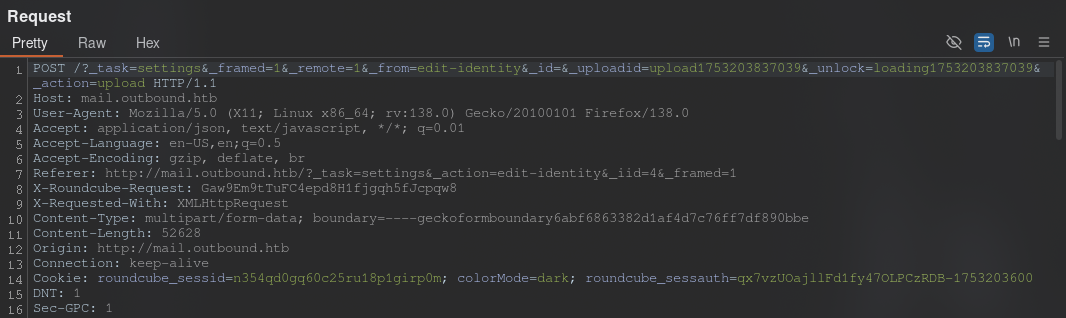 Request
Pretty Raw Hex \n
1 POST /?_task=settings&_framed=1&_remote=1&_from=edit-identity&_id=&_uploadid=upload1753203837039&_unlock=loading1753203837039&
_action=upload HTTP/1.1
2 Host: mail.outbound.htb
3 User-Agent: Mozilla/5.0 (X11; Linux x86_64; rv:138.0) Gecko/20100101 Firefox/138.0
4 Accept: application/json, text/javascript, */*; q=0.01
5 Accept-Language: en-US,en;q=0.5
6 Accept-Encoding: gzip, deflate, br
7 Referer: http://mail.outbound.htb/?_task=settings&_action=edit-identity&_iid=4&_framed=1
8 X-Roundcube-Request: Gaw9Em9tTuFC4epd8H1fjgqh5fJcpqw8
9 X-Requested-With: XMLHttpRequest
10 Content-Type: multipart/form-data; boundary=----geckoformboundary6abf6863382d1af4d7c76ff7df890bbe
11 Content-Length: 52628
12 Origin: http://mail.outbound.htb
13 Connection: keep-alive
14 Cookie: roundcube_sessid=n354qd0gq60c25ru18p1girp0m; colorMode=dark; roundcube_sessauth=qx7vzUOajllFd1fy47OLPCzRDB-1753203600
15 DNT: 1
16 Sec-GPC: 1